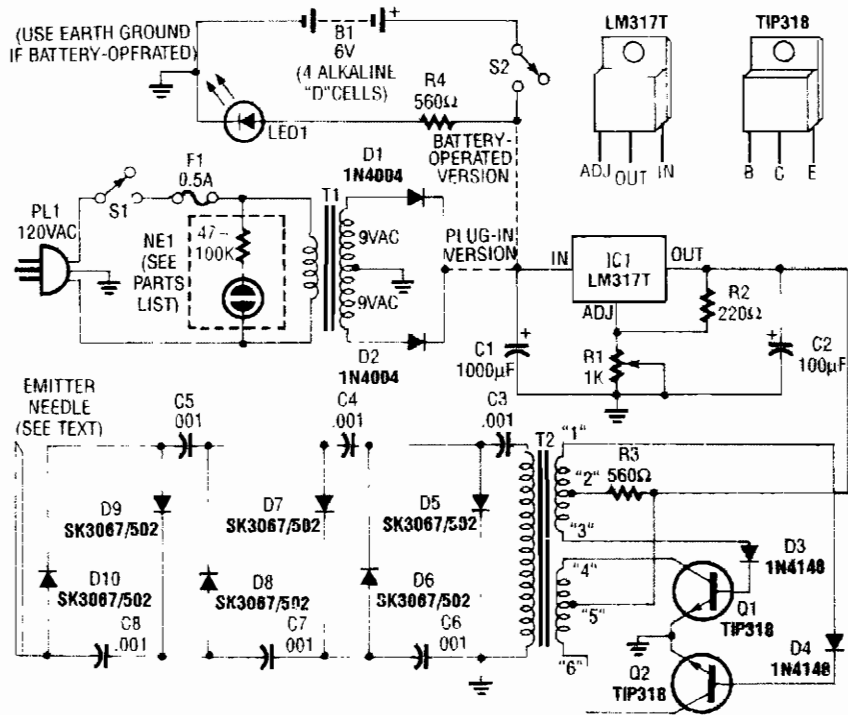 (USE EARTH GROUND
IF BATTERY-OPFRATED)
B1
6V
(4 ALKALINE
"D"CELLS)
+
S2
LM317T
TIP318
R4
560Ω
LED1
BATTERY-
OPERATED
VERSION
ADJ OUT IN
B C E
F1
0.5A
D1
1N4004
S1
T1
PL1
120VAC
NE1
(SEE
PARTS
LIST)
47–
100K
9VAC
9VAC
PLUG-IN
VERSION
IN
IC1
LM317T
OUT
ADJ
R2
220Ω
D2
1N4004
C1
1000µF
+
R1
1K
C2
100µF
+
EMITTER
NEEDLE
(SEE TEXT)
C5
001
C4
.001
C3
.001
T2
"1"
"2"
"3"
R3
560Ω
D9
SK3067/502
D7
SK3067/502
D5
SK3067/502
D3
1N4148
"4"
"5"
"6"
D10
SK3067/502
D8
SK3067/502
D6
SK3067/502
Q1
TIP318
D4
1N4148
C8
.001
C7
001
C6
.001
Q2
TIP318